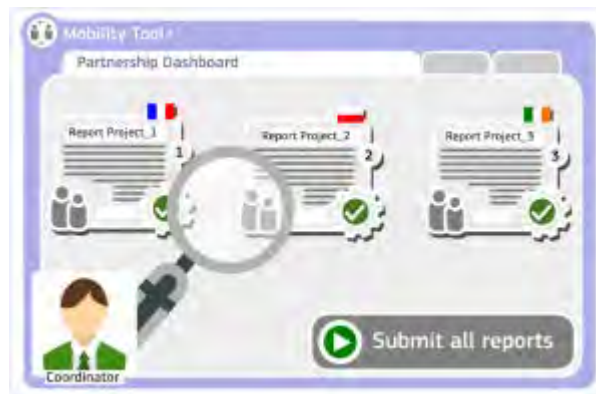 Mobility Tool+
Partnership Dashboard
Report Project_1
1
Report Project_2
2
Report Project_3
3
Submit all reports
Coordinator